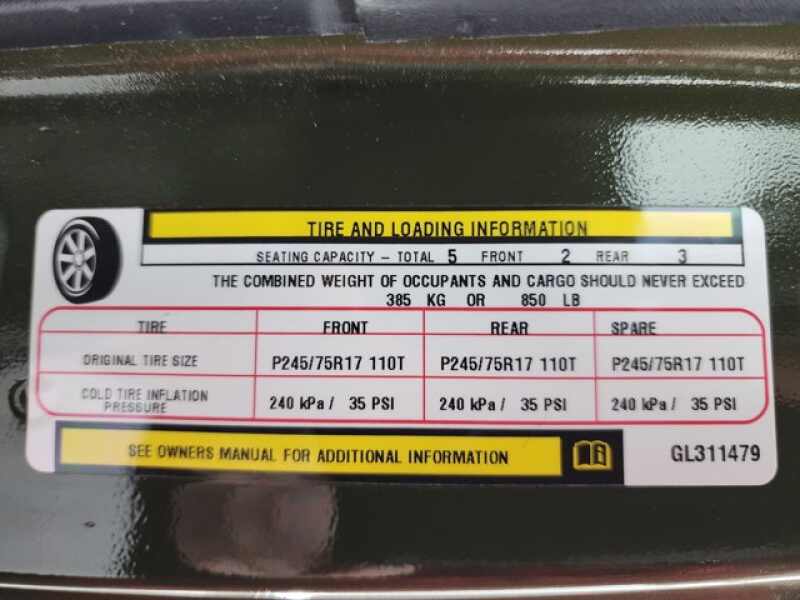 TIRE AND LOADING INFORMATION
SEATING CAPACITY – TOTAL 5 FRONT 2 REAR 3
THE COMBINED WEIGHT OF OCCUPANTS AND CARGO SHOULD NEVER EXCEED
385 KG OR 850 LB
TIRE FRONT REAR SPARE
ORIGINAL TIRE SIZE P245/75R17 110T P245/75R17 110T P245/75R17 110T
COLD TIRE INFLATION
PRESSURE 240 kPa / 35 PSI 240 kPa / 35 PSI 240 kPa / 35 PSI
SEE OWNERS MANUAL FOR ADDITIONAL INFORMATION
GL311479